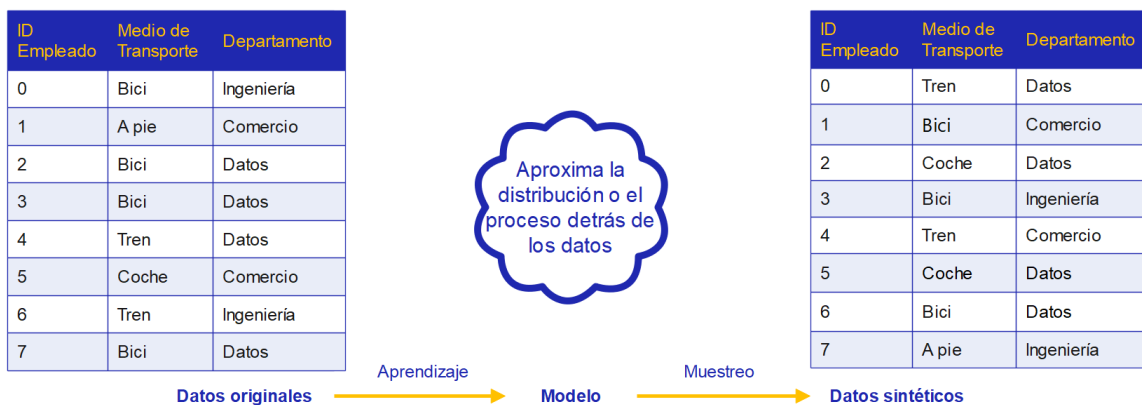 ID Empleado Medio de Transporte Departamento
0 Bici Ingeniería
1 A pie Comercio
2 Bici Datos
3 Bici Datos
4 Tren Datos
5 Coche Comercio
6 Tren Ingeniería
7 Bici Datos
Aproxima la
distribución o el
proceso detrás de
los datos
ID Empleado Medio de Transporte Departamento
0 Tren Datos
1 Bici Comercio
2 Coche Datos
3 Bici Ingeniería
4 Tren Comercio
5 Coche Datos
6 Bici Datos
7 A pie Ingeniería
Datos originales Aprendizaje Modelo Muestreo Datos sintéticos